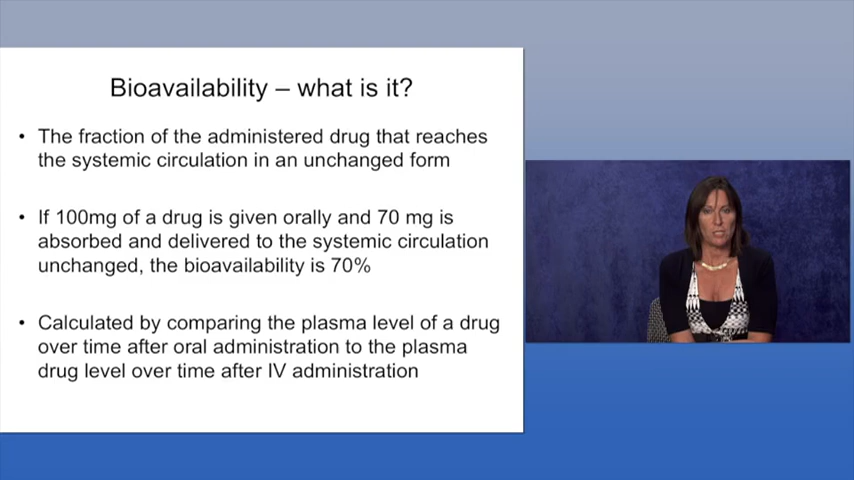 Bioavailability – what is it?
• The fraction of the administered drug that reaches
the systemic circulation in an unchanged form
• If 100mg of a drug is given orally and 70 mg is
absorbed and delivered to the systemic circulation
unchanged, the bioavailability is 70%
• Calculated by comparing the plasma level of a drug
over time after oral administration to the plasma
drug level over time after IV administration